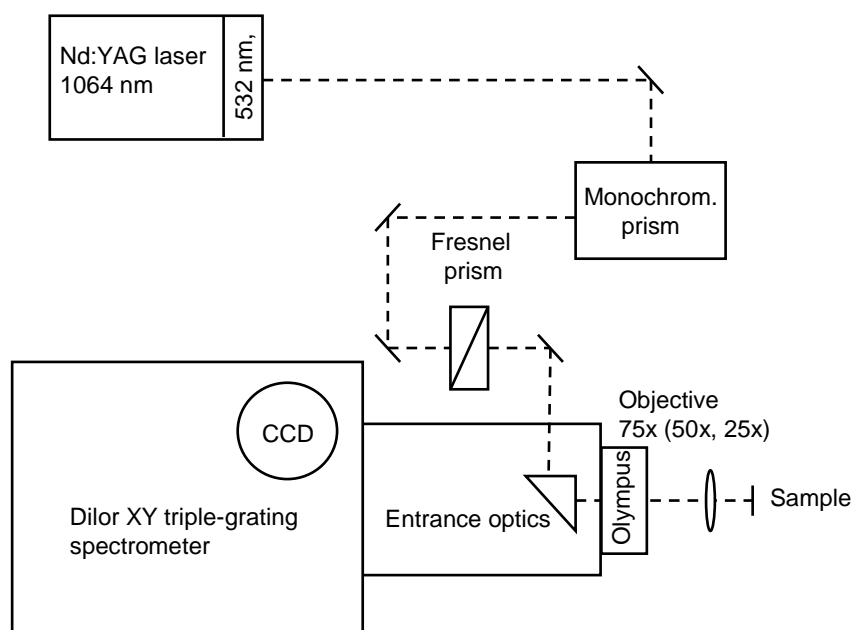 Nd:YAG laser
1064 nm
532 nm,
Monochrom.
prism
Fresnel
prism
Objective
75x (50x, 25x)
CCD
Olympus
Sample
Entrance optics
Dilor XY triple-grating
spectrometer